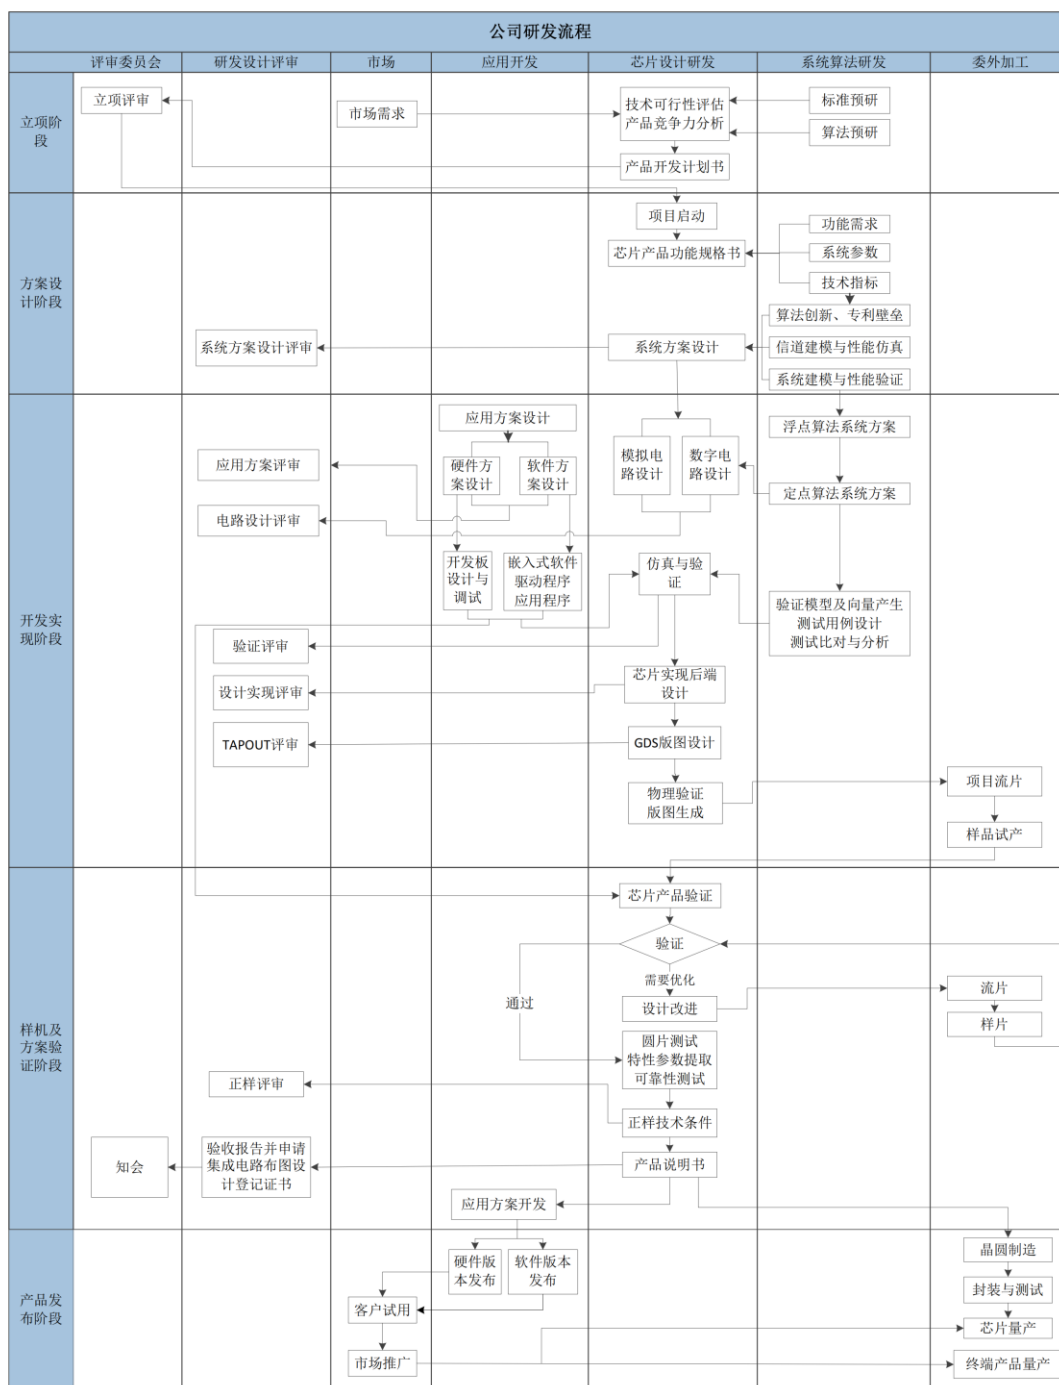 公司研发流程
评审委员会
研发设计评审
市场
应用开发
芯片设计研发
系统算法研发
委外加工
立项阶
段
立项评审
市场需求
技术可行性评估
产品竞争力分析
标准预研
算法预研
产品开发计划书
方案设
计阶段
项目启动
功能需求
芯片产品功能规格书
系统参数
技术指标
算法创新、专利壁垒
系统方案设计评审
系统方案设计
信道建模与性能仿真
系统建模与性能验证
开发实
现阶段
应用方案设计
浮点算法系统方案
应用方案评审
硬件方
案设计
软件方
案设计
模拟电
路设计
数字电
路设计
定点算法系统方案
电路设计评审
开发板
设计与
调试
嵌入式软件
驱动程序
应用程序
仿真与验
证
验证模型及向量产生
测试用例设计
测试比对与分析
验证评审
设计实现评审
芯片实现后端
设计
TAPOUT评审
GDS版图设计
物理验证
版图生成
项目流片
样品试产
样机及
方案验
证阶段
芯片产品验证
验证
需要优化
通过
设计改进
流片
样片
圆片测试
特性参数提取
可靠性测试
正样评审
正样技术条件
知会
验收报告并申请
集成电路布图设
计登记证书
产品说明书
应用方案开发
产品发
布阶段
硬件版
本发布
软件版本
发布
晶圆制造
封装与测试
客户试用
芯片量产
市场推广
终端产品量产